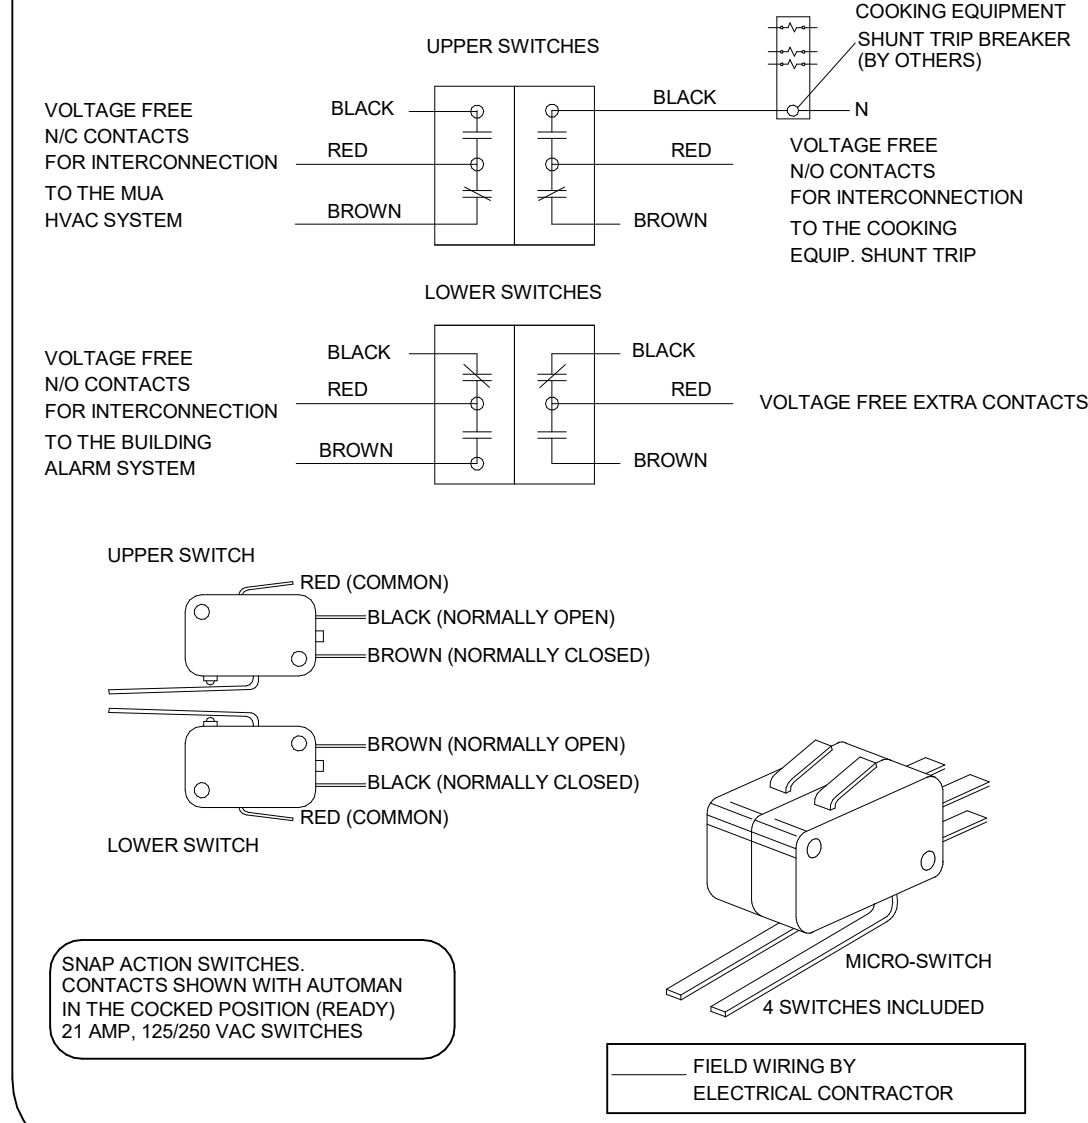 COOKING EQUIPMENT
SHUNT TRIP BREAKER
(BY OTHERS)
UPPER SWITCHES
VOLTAGE FREE
N/C CONTACTS
FOR INTERCONNECTION
TO THE MUA
HVAC SYSTEM
BLACK
RED
BROWN
BLACK
RED
BROWN
N
VOLTAGE FREE
N/O CONTACTS
FOR INTERCONNECTION
TO THE COOKING
EQUIP. SHUNT TRIP
LOWER SWITCHES
VOLTAGE FREE
N/O CONTACTS
FOR INTERCONNECTION
TO THE BUILDING
ALARM SYSTEM
BLACK
RED
BROWN
BLACK
RED
BROWN
VOLTAGE FREE EXTRA CONTACTS
UPPER SWITCH
RED (COMMON)
BLACK (NORMALLY OPEN)
BROWN (NORMALLY CLOSED)
BROWN (NORMALLY OPEN)
BLACK (NORMALLY CLOSED)
RED (COMMON)
LOWER SWITCH
SNAP ACTION SWITCHES.
CONTACTS SHOWN WITH AUTOMAN
IN THE COCKED POSITION (READY)
21 AMP, 125/250 VAC SWITCHES
MICRO-SWITCH
4 SWITCHES INCLUDED
FIELD WIRING BY
ELECTRICAL CONTRACTOR